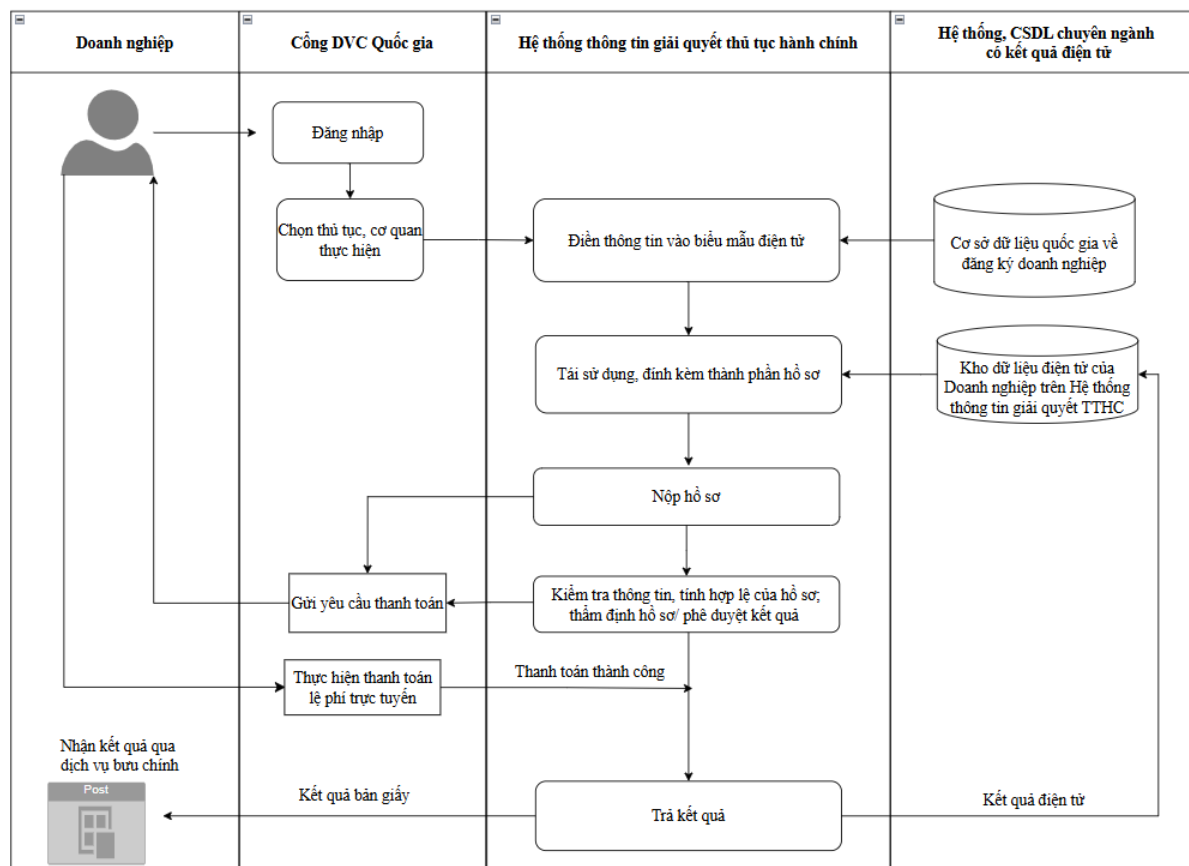 Doanh nghiệp
Cổng DVC Quốc gia
Hệ thống thông tin giải quyết thủ tục hành chính
Hệ thống, CSDL chuyên ngành
có kết quả điện tử
Đăng nhập
Chọn thủ tục, cơ quan
thực hiện
Điền thông tin vào biểu mẫu điện tử
Cơ sở dữ liệu quốc gia về
đăng ký doanh nghiệp
Tái sử dụng, đính kèm thành phần hồ sơ
Kho dữ liệu điện tử của
Doanh nghiệp trên Hệ thống
thông tin giải quyết TTHC
Nộp hồ sơ
Gửi yêu cầu thanh toán
Kiểm tra thông tin, tính hợp lệ của hồ sơ;
thẩm định hồ sơ/ phê duyệt kết quả
Thực hiện thanh toán
lệ phí trực tuyến
Thanh toán thành công
Nhận kết quả qua
dịch vụ bưu chính
Post
Kết quả bản giấy
Trả kết quả
Kết quả điện tử